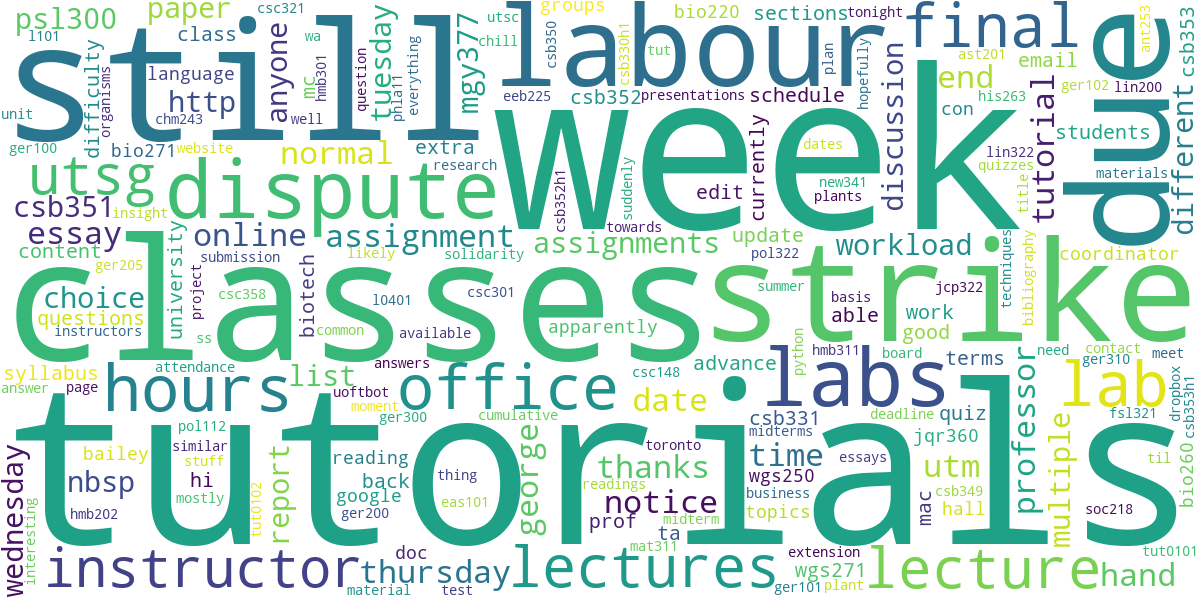 psl300
l101
still
csc321
paper
class
language
http
chm243
wa
hmb301
anyone
well
question
mc
tuesday
phla11
everything
utsc
chill
mgy377
labour
groups
csb350
tut
csb330h1
bio220
sections
tonight
plan
hopefully
final
ast201
email
due
ant253
csb353
unit
difficulty
organisms
ger100
bio271
website
normal
extra
research
csb352
presentations
schedule
week
discussion
end
con
his263
ger102
lin200
students
lin322
quizzes
title
tutorial
materials
different
utsg
csb351
insight
essay
dispute
suddenly
csb352h1
towards
edit
currently
dates
new341
plants
content
ger205
university
submission
online
likely
assignment
solidarity
assignments
update
pol322
workload
techniques
bibliography
coordinator
classes
strike
choice
questions
instructors
project
ss
csc358
biotech
l0401
common
csc301
available
apparently
summer
basis
able
jcp322
work
good
syllabus
answer
page
attendance
hours
list
uoftbot
moment
ger300
answers
office
cumulative
csc148
advance
python
hmb311
labs
board
terms
need
contact
ger310
meet
lab
dropbox
fsl321
csb353h1
tutorials
pol112
similar
stuff
mostly
bailey
nbsp
hi
hmb202
tut0102
report
reading
back
google
ger200
thing
eas101
readings
george
thanks
toronto
notice
prof
midterm
ta
mat311
csb331
midterms
time
essays
wgs250
business
topics
deadline
quiz
jqr360
utm
csb349
mac
hall
professor
multiple
til
bio260
soc218
tut0101
wednesday
interesting
instructor
material
doc
thursday
test
lectures
extension
wgs271
ger101
plant
lecture
hand